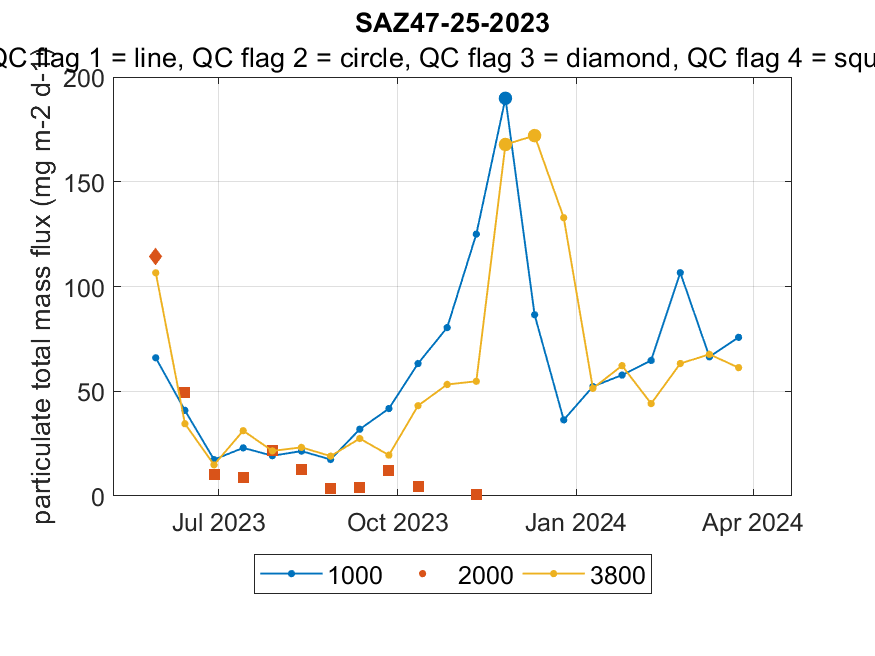 SAZ47-25-2023
QC flag 1 = line, QC flag 2 = circle, QC flag 3 = diamond, QC flag 4 = squ
particulate total mass flux (mg m-2 d-1)
200
150
100
50
0
Jul 2023 Oct 2023 Jan 2024 Apr 2024
1000 2000 3800